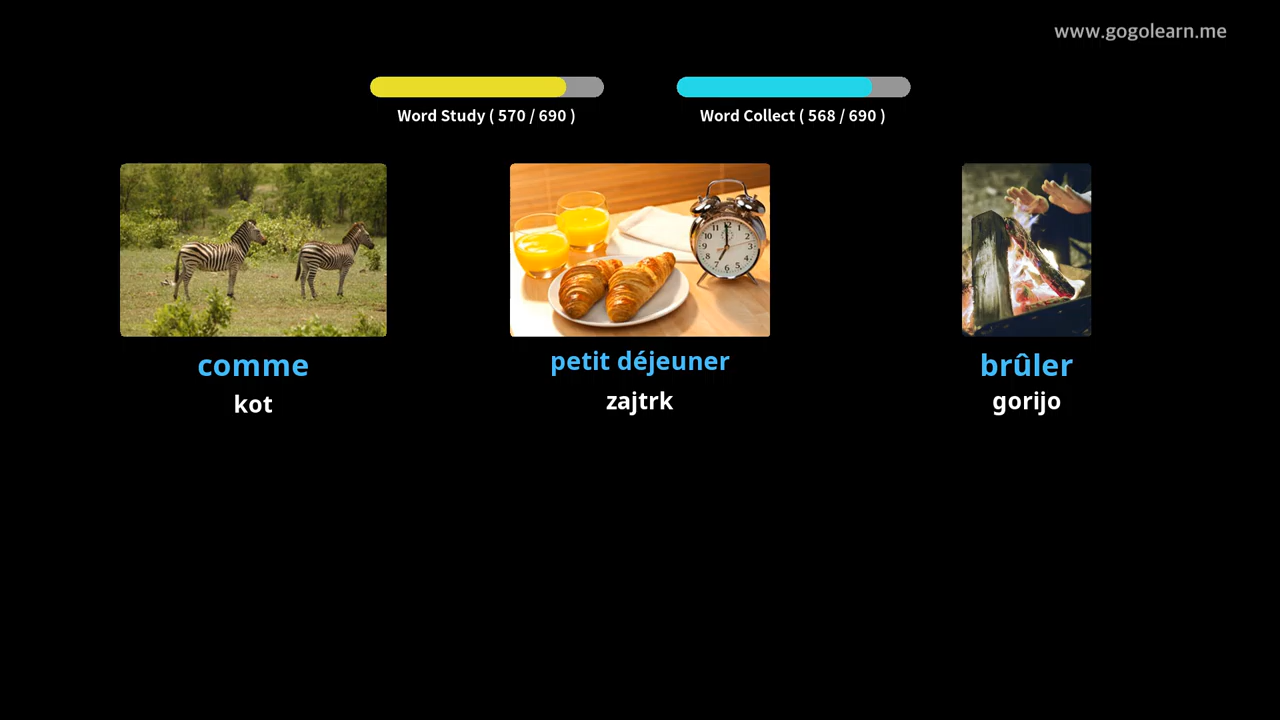 www.gogolearn.me
Word Study ( 570 / 690 )
Word Collect ( 568 / 690 )
comme
kot
petit déjeuner
zajtrk
brûler
gorijo